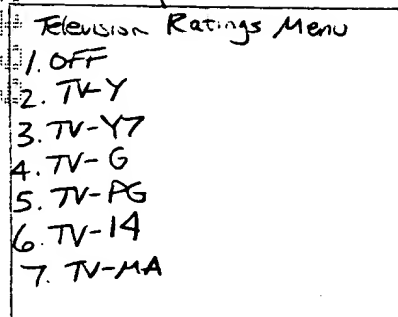 Television Ratings Menu
1. OFF
2. TV-Y
3. TV-Y7
4. TV-G
5. TV-PG
6. TV-14
7. TV-MA